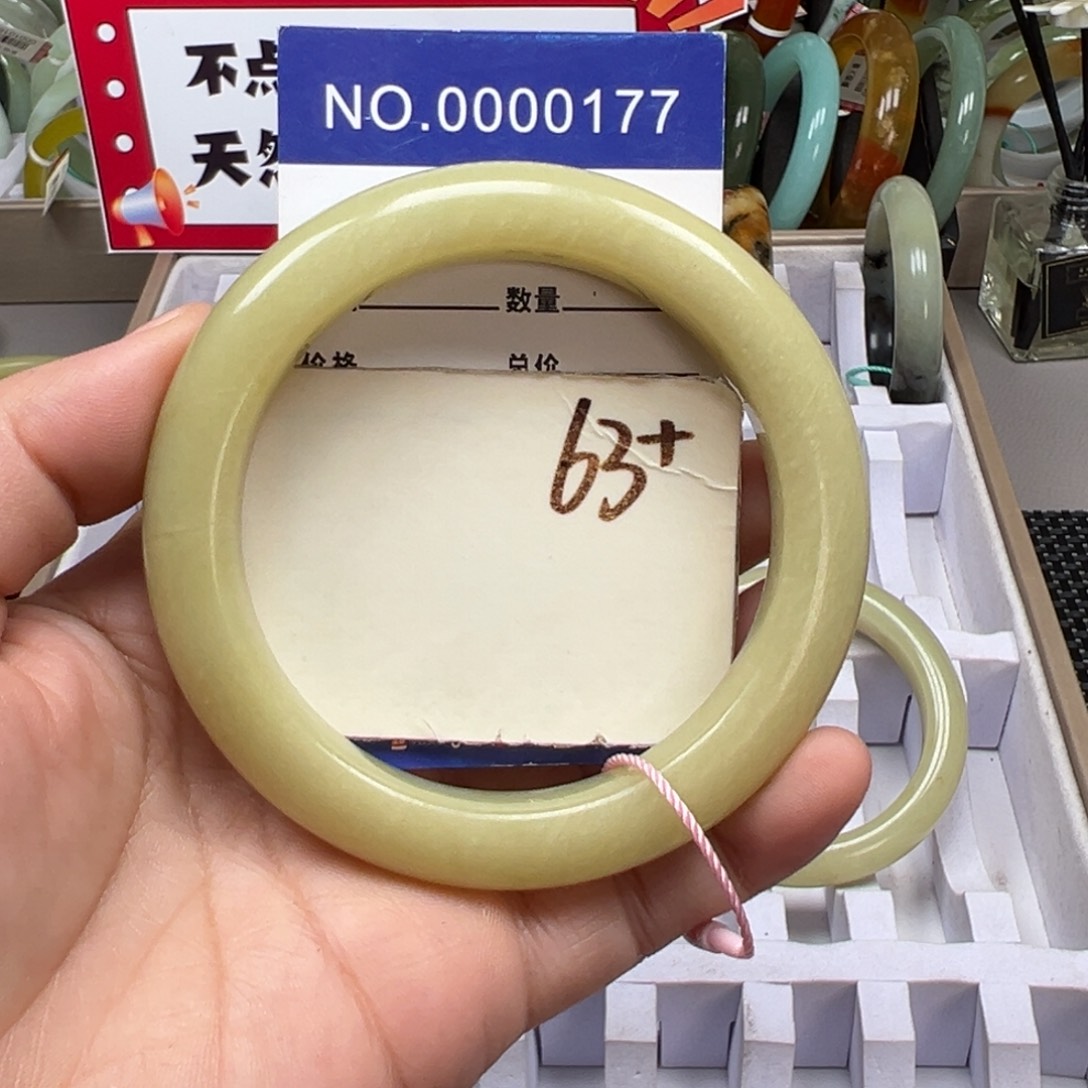 不点
天然
NO.0000177
数量
价格 总价
63+